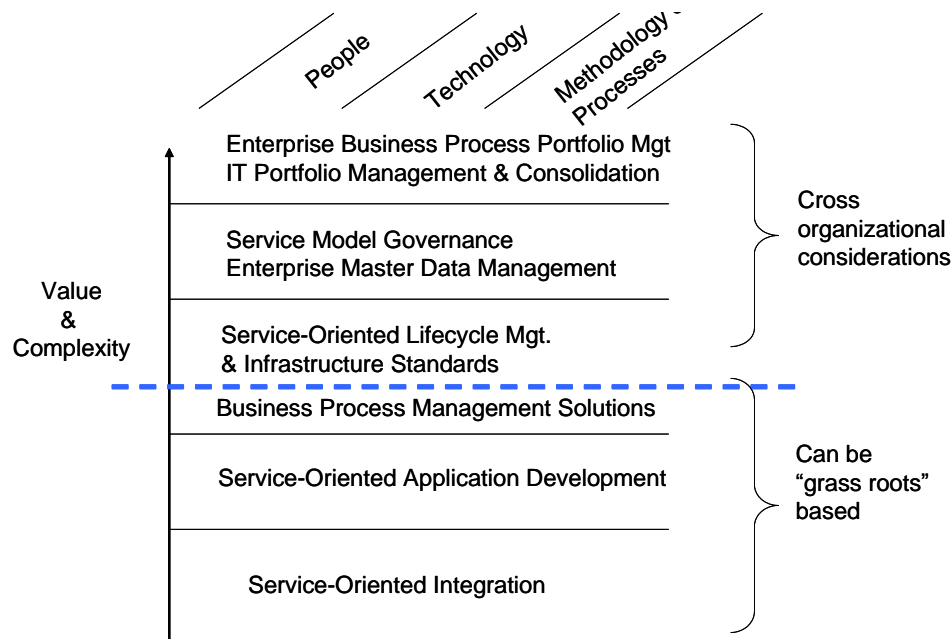 People
Technology
Methodology
Processes
Enterprise Business Process Portfolio Mgt
IT Portfolio Management & Consolidation
Cross
organizational
considerations
Service Model Governance
Enterprise Master Data Management
Value
&
Complexity
Service-Oriented Lifecycle Mgt.
& Infrastructure Standards
Business Process Management Solutions
Can be
“grass roots”
based
Service-Oriented Application Development
Service-Oriented Integration